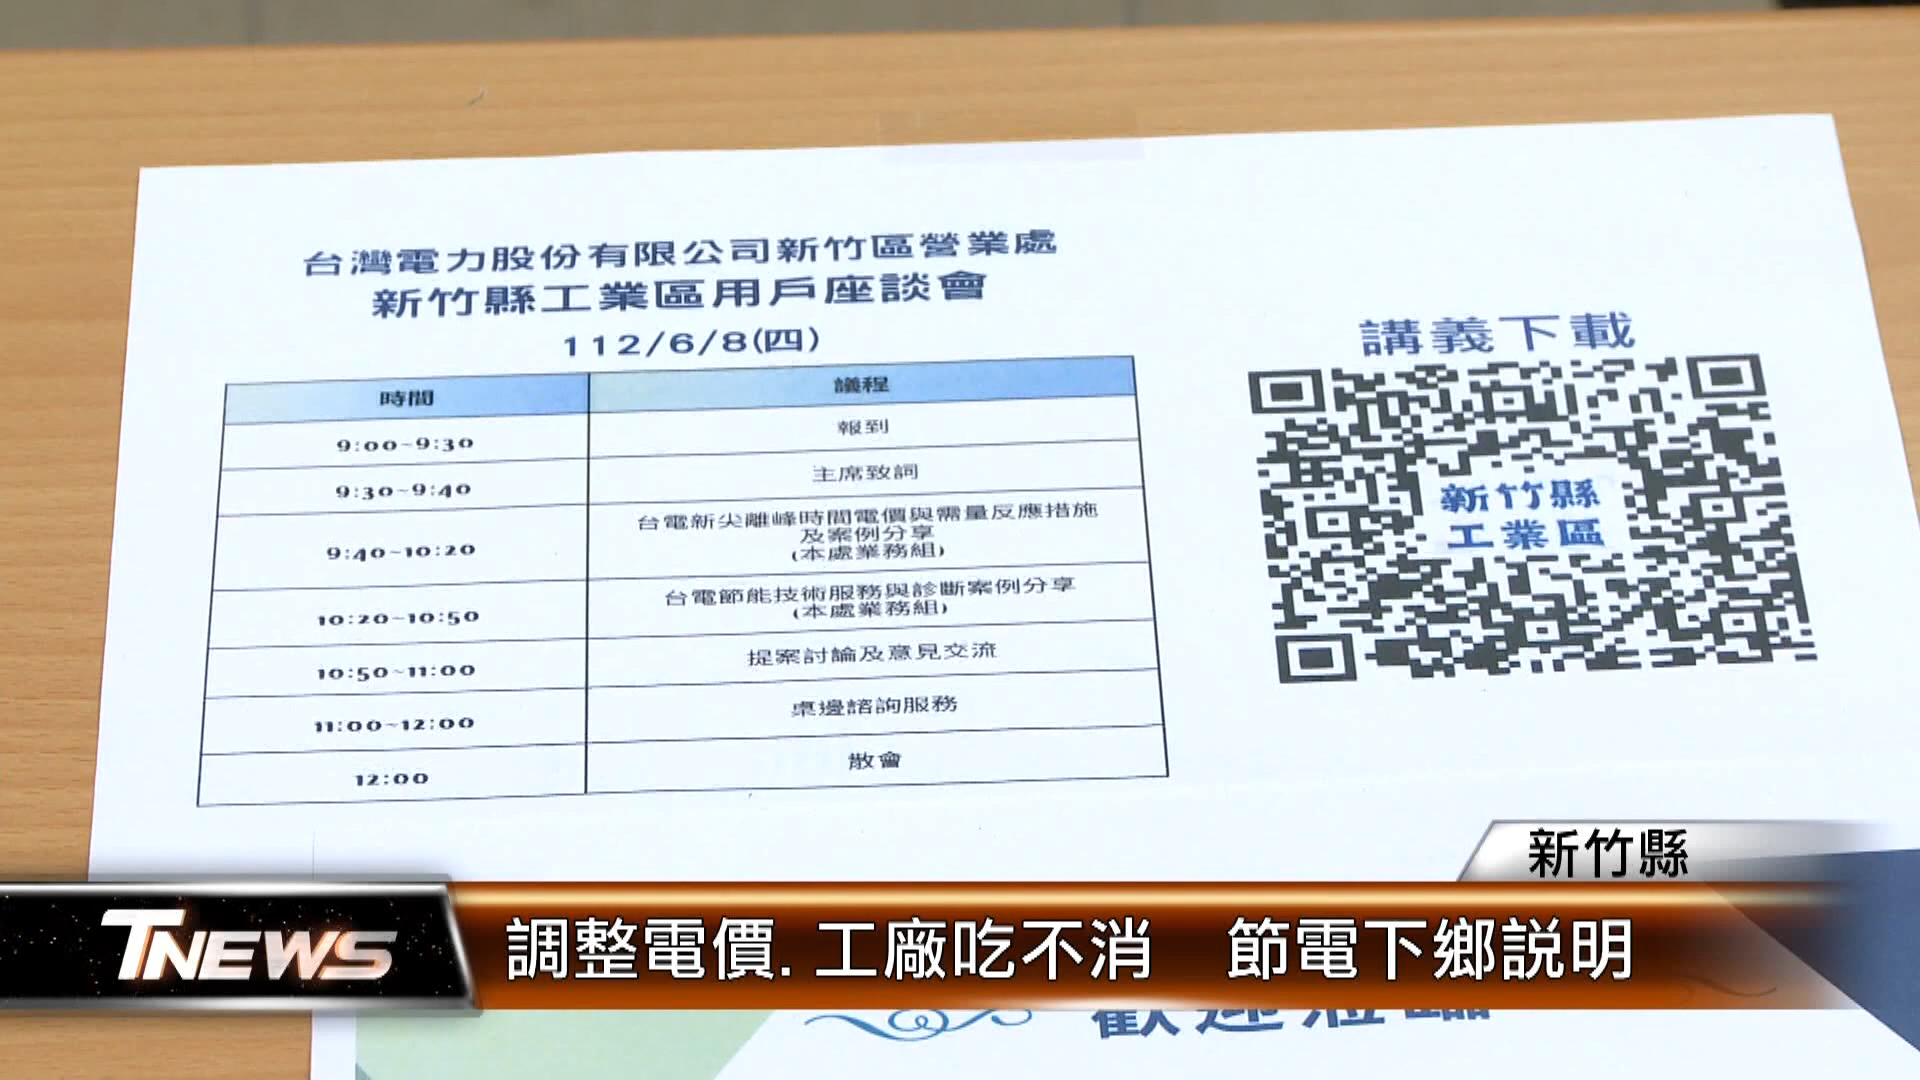 台灣電力股份有限公司新竹區營業處
新竹縣工業區用戶座談會
112/6/8(四)
時間 議程
9:00~9:30 報到
9:30~9:40 主席致詞
9:40~10:20 台電新尖離峰時間電價與需量反應措施
及案例分享
(本處業務組)
10:20~10:50 台電節能技術服務與診斷案例分享
(本處業務組)
10:50~11:00 提案討論及意見交流
11:00~12:00 桌邊諮詢服務
12:00 散會
講義下載
新竹縣
工業區
新竹縣
TNEWS
調整電價.工廠吃不消 節電下鄉説明
歡迎蒞臨